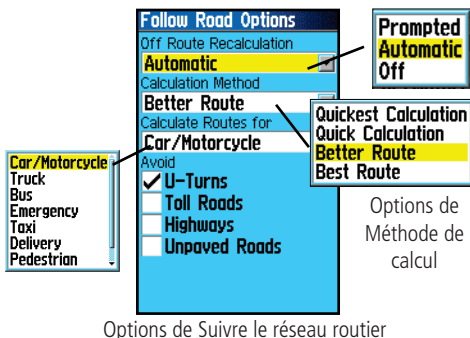 Follow Road Options
Off Route Recalculation
Automatic
Calculation Method
Better Route
Calculate Routes for
Car/Motorcycle
Avoid
U-Turns
Toll Roads
Highways
Unpaved Roads
Prompted
Automatic
Off
Quickest Calculation
Quick Calculation
Better Route
Best Route
Options de
Méthode de
calcul
Car/Motorcycle
Truck
Bus
Emergency
Taxi
Delivery
Pedestrian
Options de Suivre le réseau routier